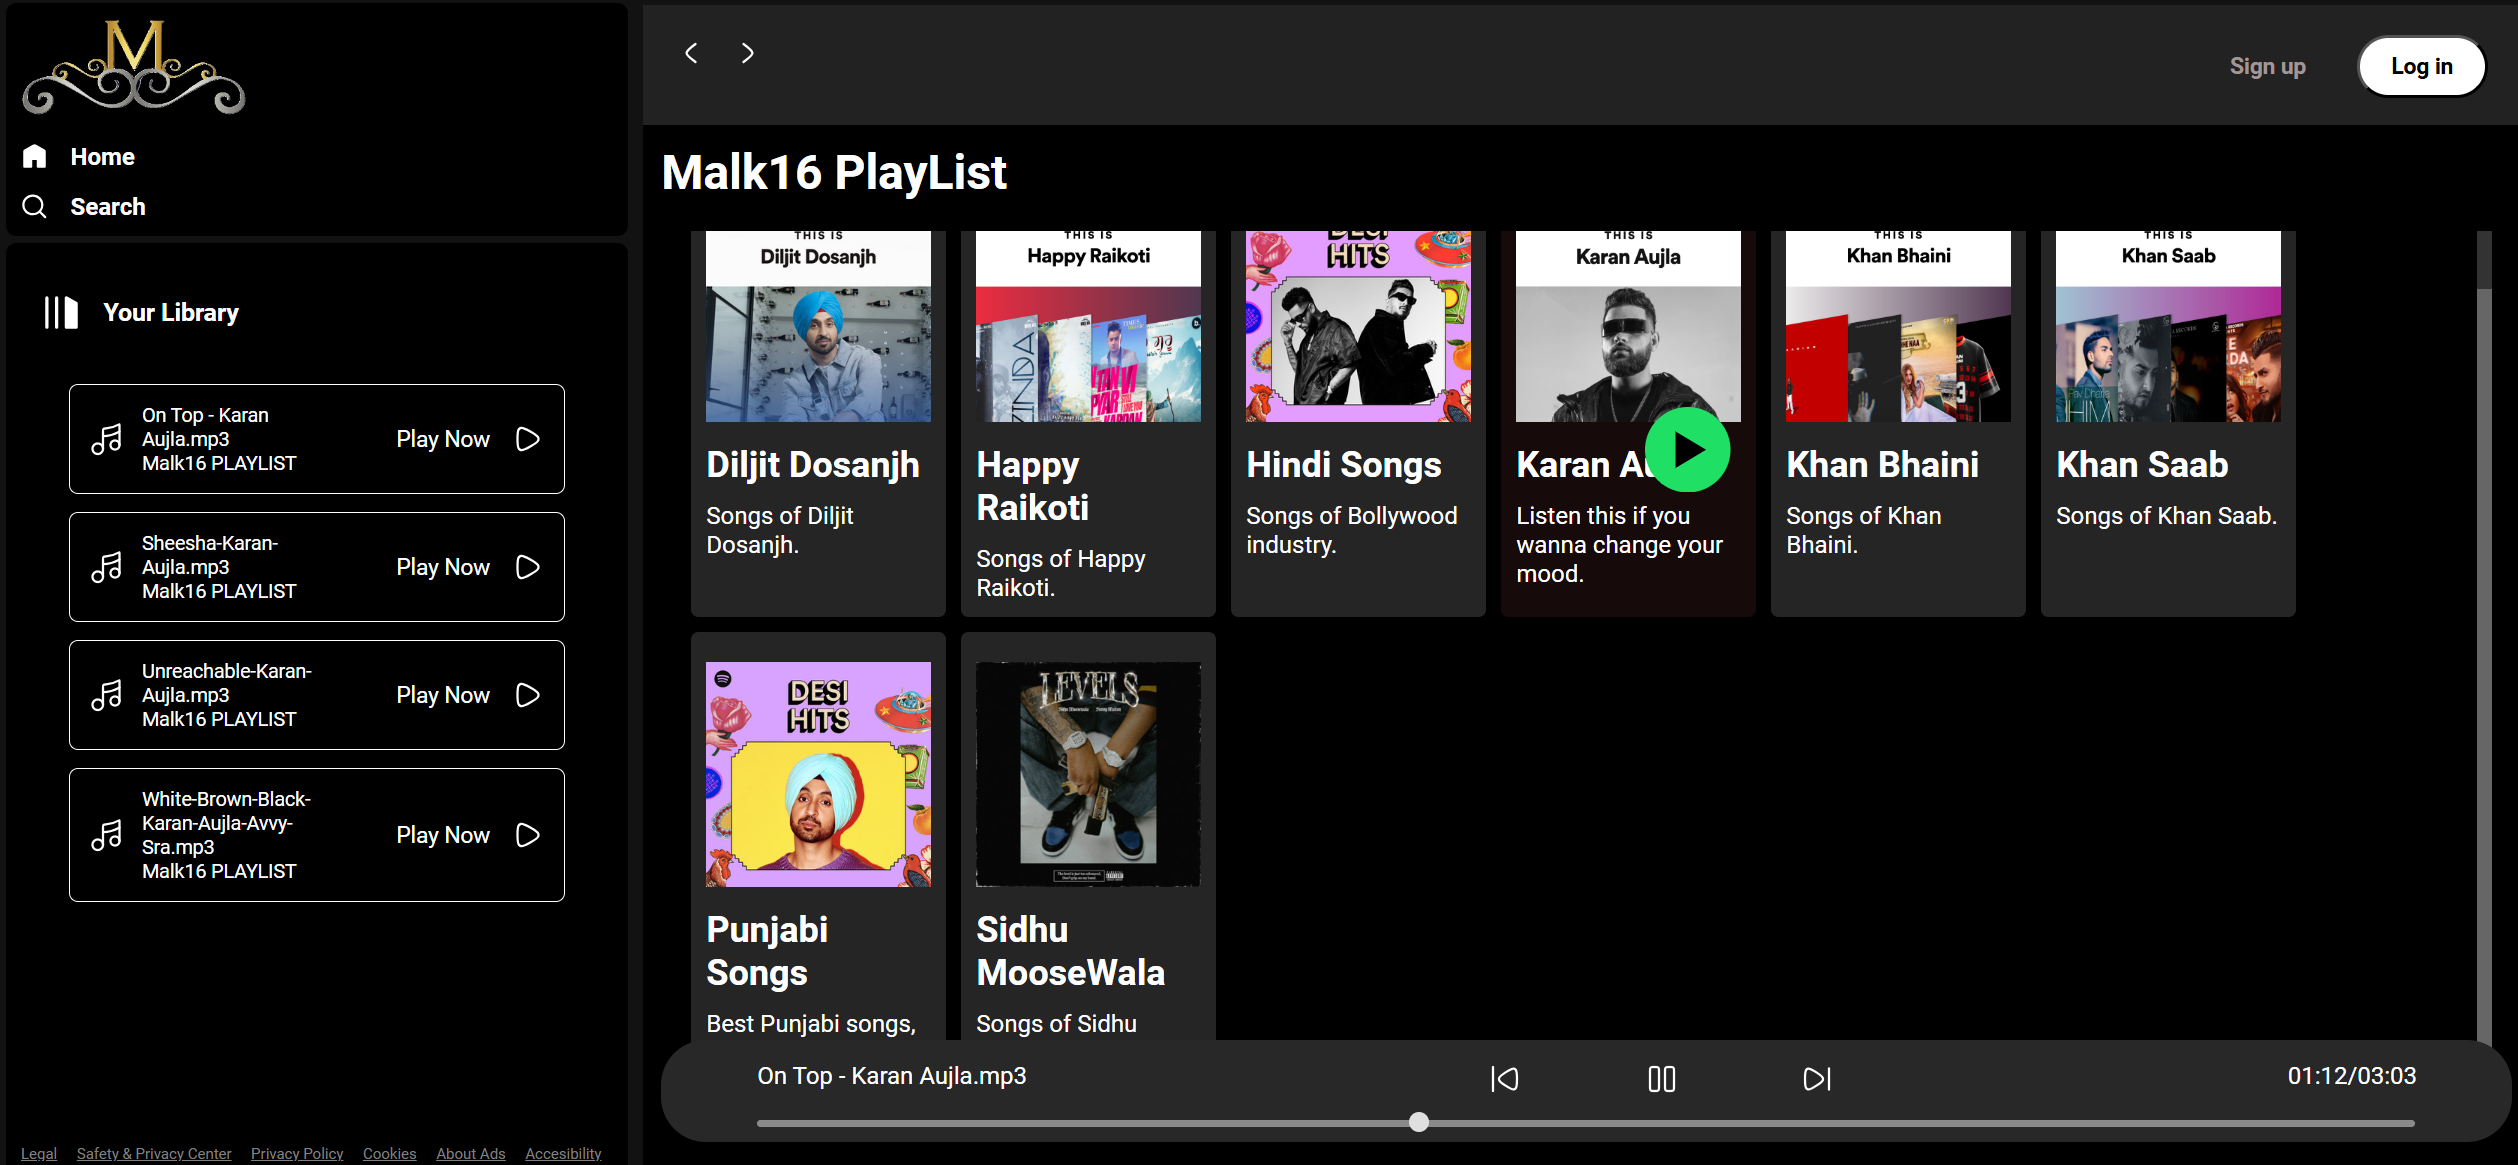 M
Home
Search
Your Library
On Top - Karan
Aujla.mp3
Malk16 PLAYLIST
Play Now
Sheesha-Karan-
Aujla.mp3
Malk16 PLAYLIST
Play Now
Unreachable-Karan-
Aujla.mp3
Malk16 PLAYLIST
Play Now
White-Brown-Black-
Karan-Aujla-Avvy-
Sra.mp3
Malk16 PLAYLIST
Play Now
Legal
Safety & Privacy Center
Privacy Policy
Cookies
About Ads
Accesibility
Sign up
Log in
Malk16 PlayList
THIS IS
Diljit Dosanjh
Diljit Dosanjh
Songs of Diljit
Dosanjh.
THIS IS
Happy Raikoti
ZINDA
Happy
Raikoti
Songs of Happy
Raikoti.
DESI
HITS
Hindi Songs
Songs of Bollywood
industry.
THIS IS
Karan Aujla
Karan Au
Listen this if you
wanna change your
mood.
THIS IS
Khan Bhaini
Khan Bhaini
Songs of Khan
Bhaini.
THIS IS
Khan Saab
Khan Saab
Songs of Khan Saab.
DESI
HITS
Punjabi
Songs
Best Punjabi songs,
LEVELS
Sidhu
MooseWala
Songs of Sidhu
On Top - Karan Aujla.mp3
01:12/03:03